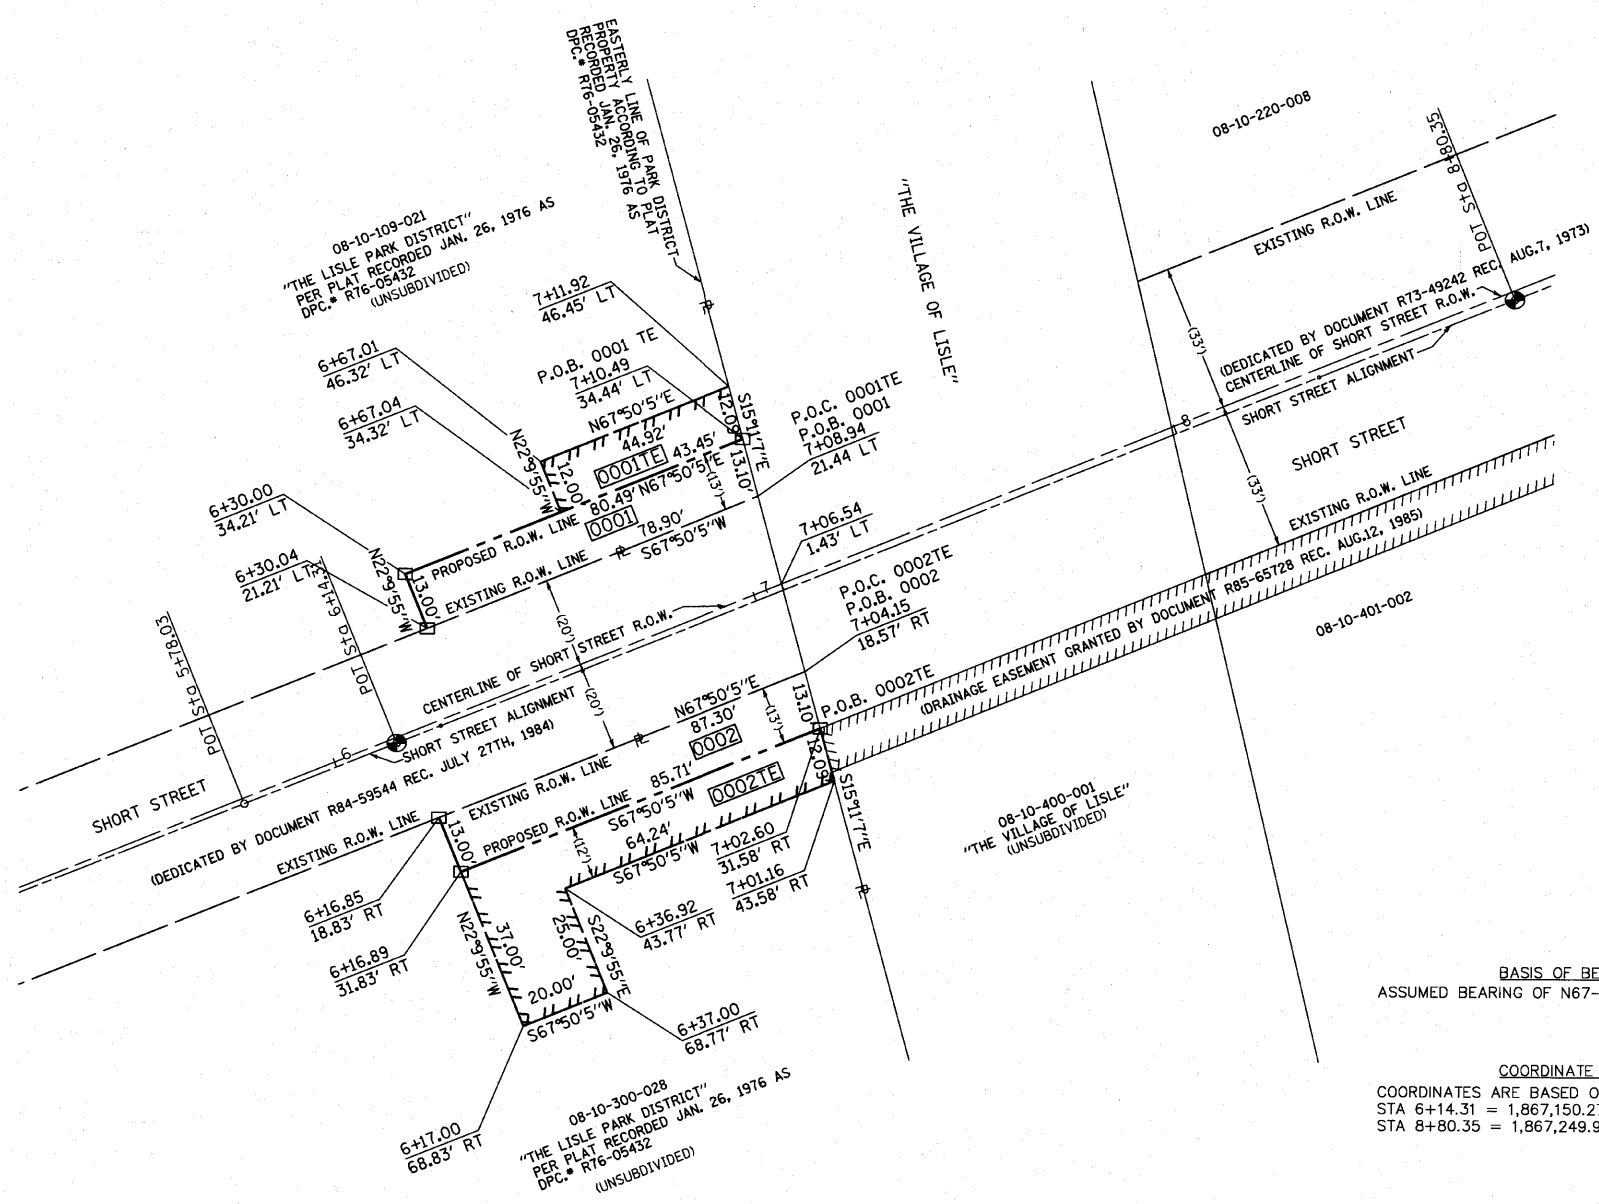 EASTERLY LINE OF PARK DISTRICT
PROPERTY ACCORDING TO PLAT
RECORDED JAN. 26, 1976 AS
DPC.# R76-05432
08-10-109-021
"THE LISLE PARK DISTRICT"
PER PLAT RECORDED JAN. 26, 1976 AS
DPC.# R76-05432
(UNSUBDIVIDED)
"THE VILLAGE OF LISLE"
08-10-220-008
EXISTING R.O.W. LINE
POT Sta 8+80.35
(DEDICATED BY DOCUMENT R73-49242 REC. AUG.7, 1973)
CENTERLINE OF SHORT STREET R.O.W.
SHORT STREET ALIGNMENT
SHORT STREET
(33')
(33')
8
EXISTING R.O.W. LINE
(DRAINAGE EASEMENT GRANTED BY DOCUMENT R85-65728 REC. AUG.12, 1985)
08-10-401-002
7+11.92
46.45' LT
P.O.B. 0001 TE
7+10.49
34.44' LT
6+67.01
46.32' LT
6+67.04
34.32' LT
N67°50'5"E
44.92'
12.09'
S15°11'7"E
0001TE
43.45'
N67°50'5"E
12.00'
N22°9'55"W
13.10'
(13')
P.O.C. 0001TE
P.O.B. 0001
7+08.94
21.44 LT
80.49'
0001
78.90'
S67°50'5"W
PROPOSED R.O.W. LINE
EXISTING R.O.W. LINE
6+30.00
34.21' LT
6+30.04
21.21' LT
N22°9'55"W
13.00'
POT Sta 6+14.31
POT Sta 5+78.03
7+06.54
1.43' LT
7
P.O.C. 0002TE
P.O.B. 0002
7+04.15
18.57' RT
(20')
(20')
CENTERLINE OF SHORT STREET R.O.W.
SHORT STREET ALIGNMENT
6
SHORT STREET
(DEDICATED BY DOCUMENT R84-59544 REC. JULY 27TH, 1984)
EXISTING R.O.W. LINE
EXISTING R.O.W. LINE
N67°50'5"E
87.30'
0002
(13')
13.10'
P.O.B. 0002TE
PROPOSED R.O.W. LINE
85.71'
S67°50'5"W
0002TE
12.09'
S15°11'7"E
64.24'
S67°50'5"W
(12')
7+02.60
31.58' RT
7+01.16
43.58' RT
13.00'
6+16.85
18.83' RT
6+16.89
31.83' RT
37.00'
N22°9'55"W
6+36.92
43.77' RT
25.00'
S22°9'55"E
20.00'
S67°50'5"W
6+37.00
68.77' RT
6+17.00
68.83' RT
08-10-300-028
"THE LISLE PARK DISTRICT"
PER PLAT RECORDED JAN. 26, 1976 AS
DPC.# R76-05432
(UNSUBDIVIDED)
08-10-400-001
"THE VILLAGE OF LISLE"
(UNSUBDIVIDED)
BASIS OF BE
ASSUMED BEARING OF N67-
COORDINATE
COORDINATES ARE BASED O
STA 6+14.31 = 1,867,150.2
STA 8+80.35 = 1,867,249.9